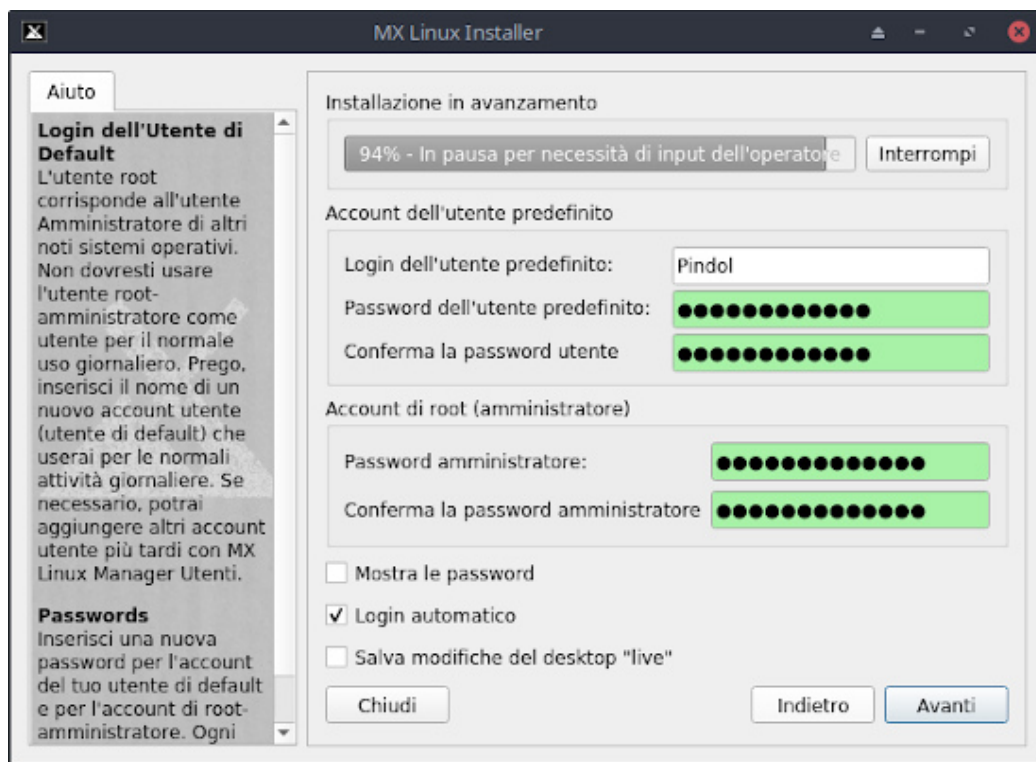 MX Linux Installer
Aiuto
Login dell'Utente di
Default
L'utente root
corrisponde all'utente
Amministratore di altri
noti sistemi operativi.
Non dovresti usare
l'utente root-
amministratore come
utente per il normale
uso giornaliero. Prego,
inserisci il nome di un
nuovo account utente
(utente di default) che
userai per le normali
attività giornaliere. Se
necessario, potrai
aggiungere altri account
utente più tardi con MX
Linux Manager Utenti.
Passwords
Inserisci una nuova
password per l'account
del tuo utente di default
e per l'account di root-
amministratore. Ogni
Installazione in avanzamento
94% - In pausa per necessità di input dell'operatore
Interrompi
Account dell'utente predefinito
Login dell'utente predefinito: Pindol
Password dell'utente predefinito: ●●●●●●●●●●●●
Conferma la password utente ●●●●●●●●●●●●
Account di root (amministratore)
Password amministratore: ●●●●●●●●●●●●●
Conferma la password amministratore ●●●●●●●●●●●●●
Mostra le password
Login automatico
Salva modifiche del desktop "live"
Chiudi Indietro Avanti